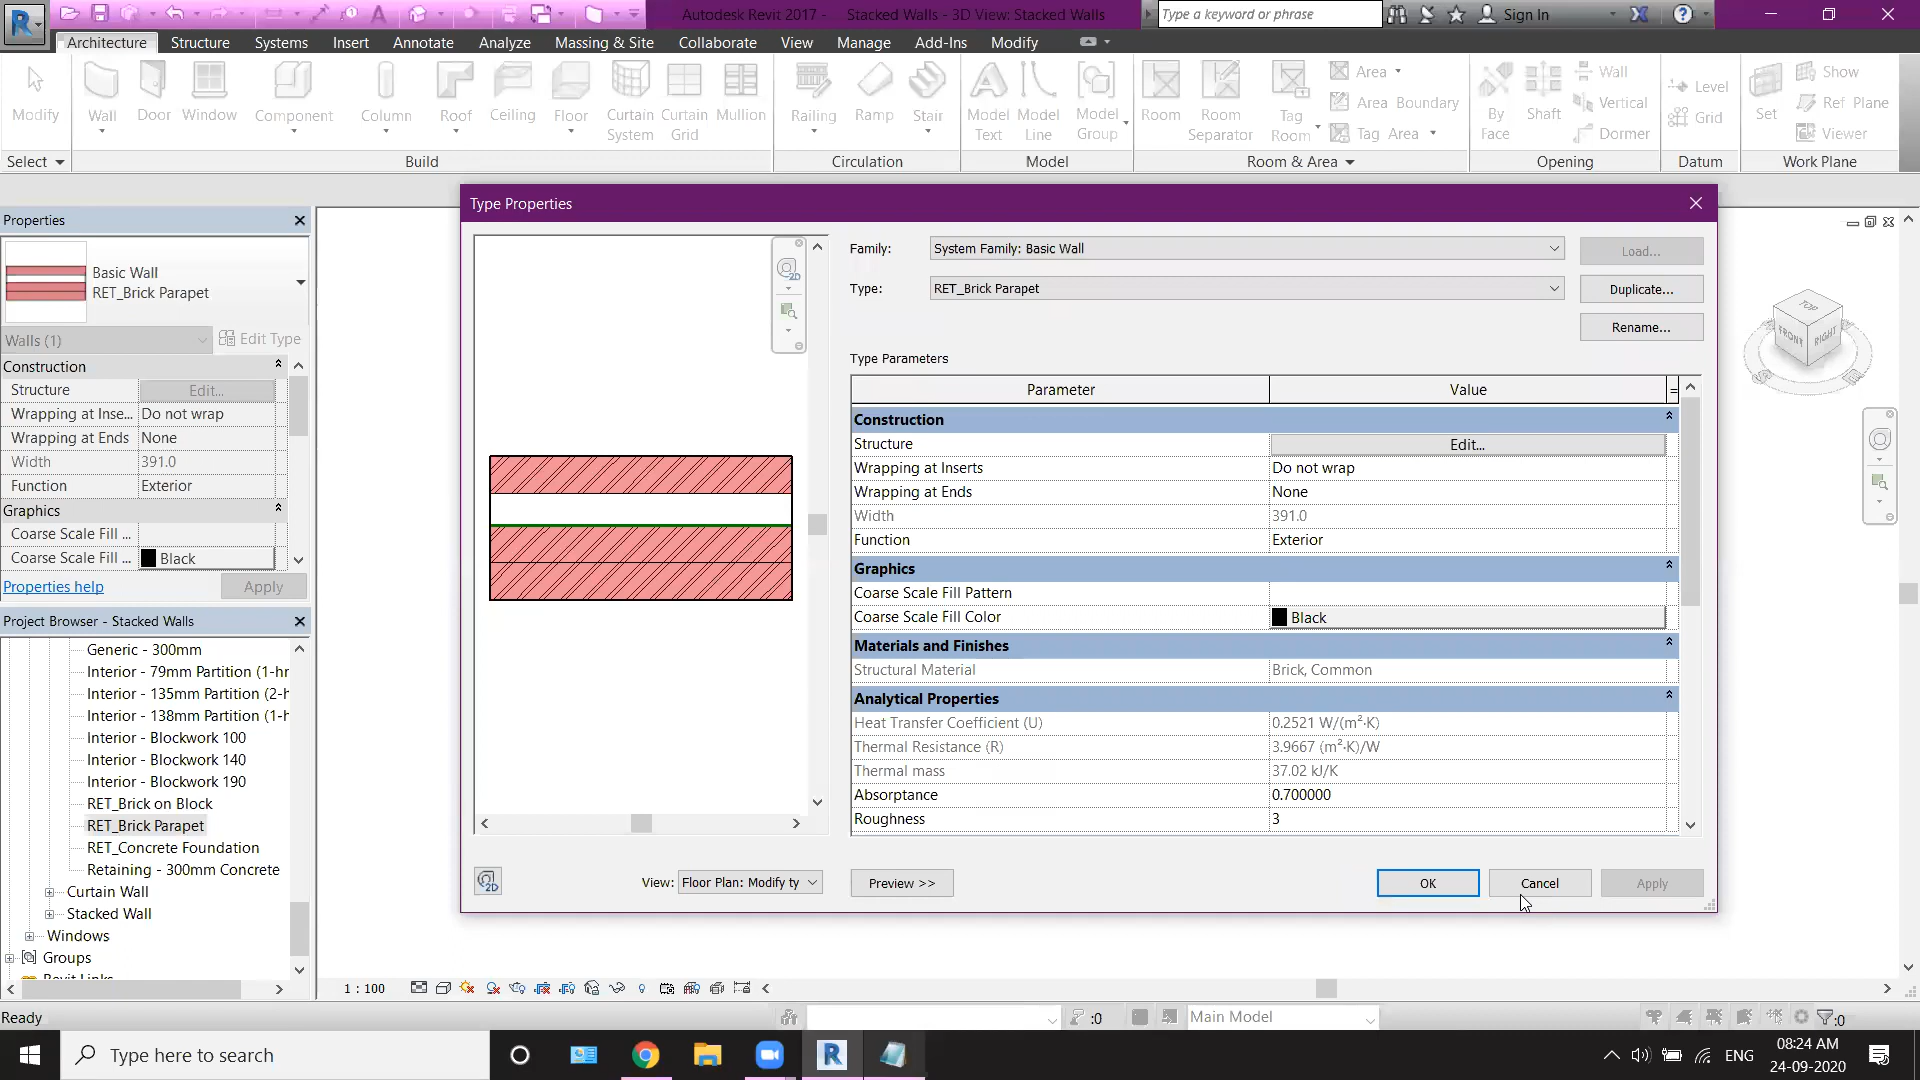 Autodesk Revit 2017 - Stacked Walls - 3D View: Stacked Walls
Type a keyword or phrase
Sign In
Architecture Structure Systems Insert Annotate Analyze Massing & Site Collaborate View Manage Add-Ins Modify
Modify Wall Door Window Component Column Roof Ceiling Floor Curtain System Curtain Grid Mullion Railing Ramp Stair Model Text Model Line Model Group Room Room Separator Tag Room Area Area Boundary Tag Area By Face Shaft Wall Vertical Dormer Level Grid Set Show Ref Plane Viewer
Select Build Circulation Model Room & Area Opening Datum Work Plane
Properties
Basic Wall
RET_Brick Parapet
Walls (1) Edit Type
Construction
Structure Edit...
Wrapping at Inse... Do not wrap
Wrapping at Ends None
Width 391.0
Function Exterior
Graphics
Coarse Scale Fill ...
Coarse Scale Fill ... Black
Properties help Apply
Project Browser - Stacked Walls
Generic - 300mm
Interior - 79mm Partition (1-hr
Interior - 135mm Partition (2-h
Interior - 138mm Partition (1-h
Interior - Blockwork 100
Interior - Blockwork 140
Interior - Blockwork 190
RET_Brick on Block
RET_Brick Parapet
RET_Concrete Foundation
Retaining - 300mm Concrete
Curtain Wall
Stacked Wall
Windows
Groups
Revit Links
Type Properties
Family: System Family: Basic Wall Load...
Type: RET_Brick Parapet Duplicate...
Rename...
Type Parameters
Parameter Value =
Construction
Structure Edit...
Wrapping at Inserts Do not wrap
Wrapping at Ends None
Width 391.0
Function Exterior
Graphics
Coarse Scale Fill Pattern
Coarse Scale Fill Color Black
Materials and Finishes
Structural Material Brick, Common
Analytical Properties
Heat Transfer Coefficient (U) 0.2521 W/(m²·K)
Thermal Resistance (R) 3.9667 (m²·K)/W
Thermal mass 37.02 kJ/K
Absorptance 0.700000
Roughness 3
View: Floor Plan: Modify ty Preview >> OK Cancel Apply
2D
2D
TOP
FRONT RIGHT
1 : 100
Ready :0 Main Model :0
Type here to search
ENG
08:24 AM
24-09-2020